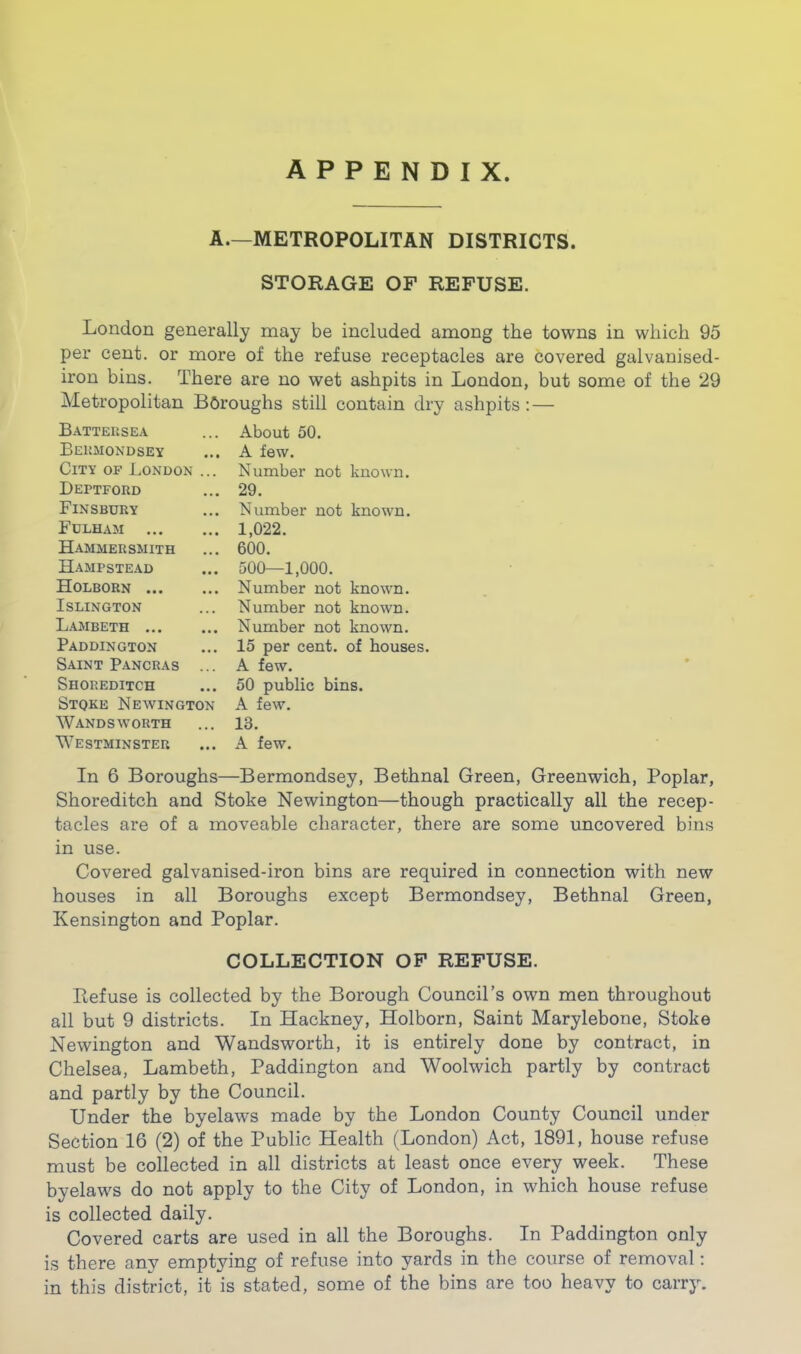 APPENDIX.
A.—METROPOLITAN DISTRICTS.
STORAGE OF REFUSE.
London generally may be included among the towns in which 95
per cent. or more of the refuse receptacles are covered galvanised-
iron bins. There are no wet ashpits in London, but some of the 29
Metropolitan Bôroughs still contain dry ashpits :—
BATTERSEA ... About 50.
BERMONDSEY ... A few.
CITY OF LONDON ... Number not known.
DEPTFORD ... 29.
FINSBURY ... Number not known.
FULHAM ... ... 1,022.
HAMMERSMITH ... 600.
HAMPSTEAD ... 500—1,000.
HOLBORN ... ... Number not known.
ISLINGTON ... Number not known.
LAMBETH ... ... Number not known.
PADDINGTON ... 15 per cent. of houses.
SAINT PANCRAS ... A few.
SHOREDITCH ... 50 public bins.
STQKE NEWINGTON A few.
WANDSWORTH ... 13.
WESTMINSTER ... A few.
In 6 Boroughs—Bermondsey, Bethnal Green, Greenwich, Poplar,
Shoreditch and Stoke Newington—though practically all the recep-
tacles are of a moveable character, there are some uncovered bins
in use.
Covered galvanised-iron bins are required in connection with new
houses in all Boroughs except Bermondsey, Bethnal Green,
Kensington and Poplar.
COLLECTION OF REFUSE.
Refuse is collected by the Borough Council's own men throughout
all but 9 districts. In Hackney, Holborn, Saint Marylebone, Stoke
Newington and Wandsworth, it is entirely done by contract, in
Chelsea, Lambeth, Paddington and Woolwich partly by contract
and partly by the Council.
Under the byelaws made by the London County Council under
Section 16 (2) of the Public Health (London) Act, 1891, house refuse
must be collected in all districts at least once every week. These
byelaws do not apply to the City of London, in which house refuse
is collected daily.
Covered carts are used in all the Boroughs. In Paddington only
is there any emptying of refuse into yards in the course of removal:
in this district, it is stated, some of the bins are too heavy to carry.